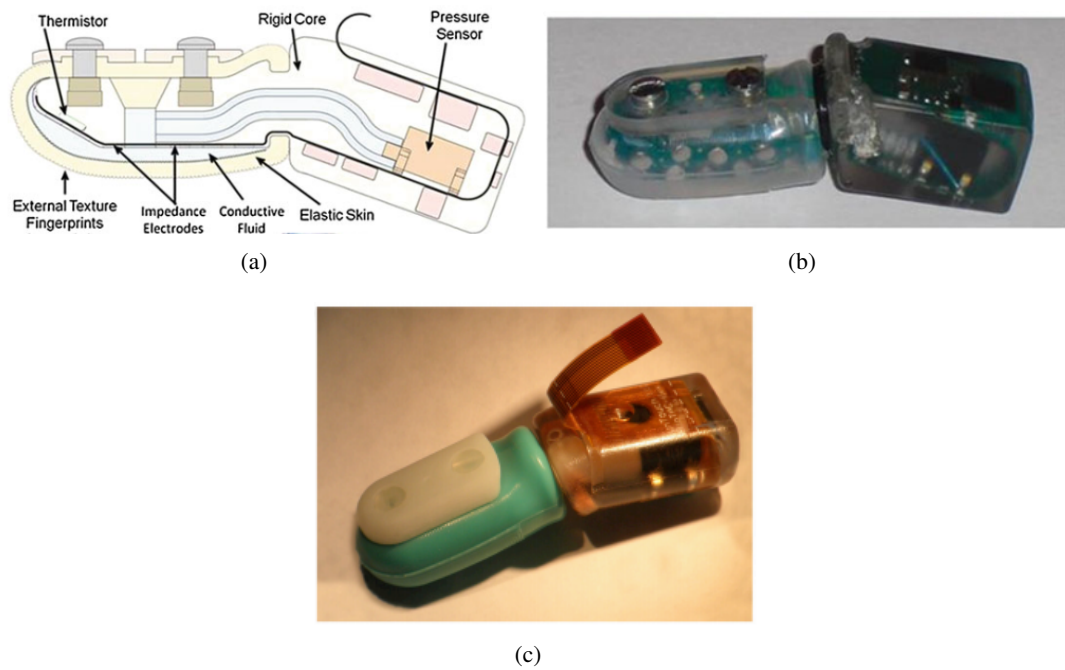 Thermistor
Rigid Core
Pressure
Sensor
External Texture
Fingerprints
Impedance
Electrodes
Conductive
Fluid
Elastic Skin
(a)
(b)
(c)